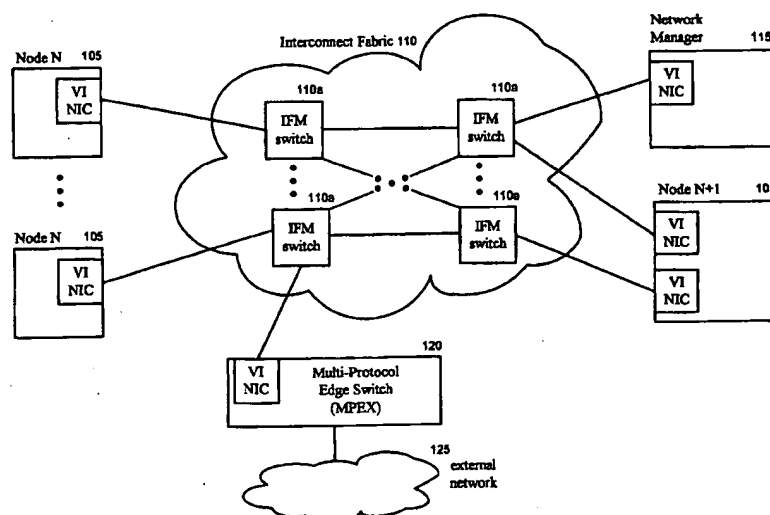 Interconnect Fabric 110
Node N 105
VI
NIC
Network
Manager 115
VI
NIC
110a
IFM
switch
110a
IFM
switch
110a
IFM
switch
110a
IFM
switch
Node N 105
VI
NIC
Node N+1
VI
NIC
VI
NIC
120
VI
NIC
Multi-Protocol
Edge Switch
(MPEX)
125
external
network